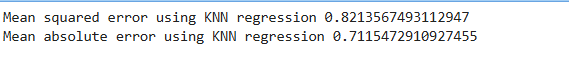 Mean squared error using KNN regression 0.8213567493112947
Mean absolute error using KNN regression 0.7115472910927455